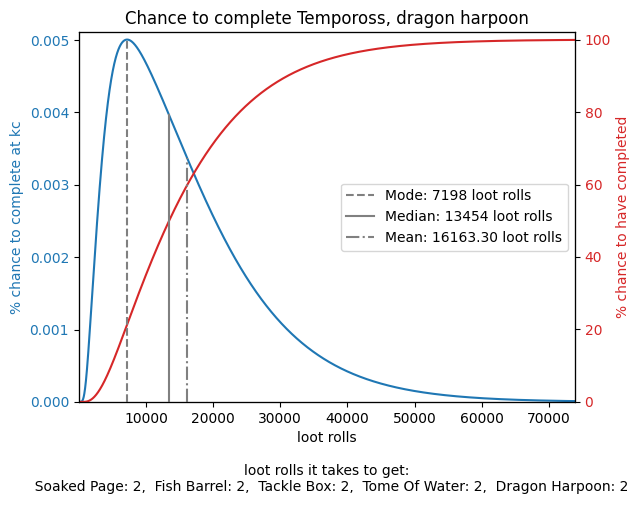 Chance to complete Tempoross, dragon harpoon
% chance to complete at kc
0.005
0.004
0.003
0.002
0.001
0.000
100
80
60
40
20
0
% chance to have completed
Mode: 7198 loot rolls
Median: 13454 loot rolls
Mean: 16163.30 loot rolls
10000 20000 30000 40000 50000 60000 70000
loot rolls
loot rolls it takes to get:
Soaked Page: 2,  Fish Barrel: 2,  Tackle Box: 2,  Tome Of Water: 2,  Dragon Harpoon: 2